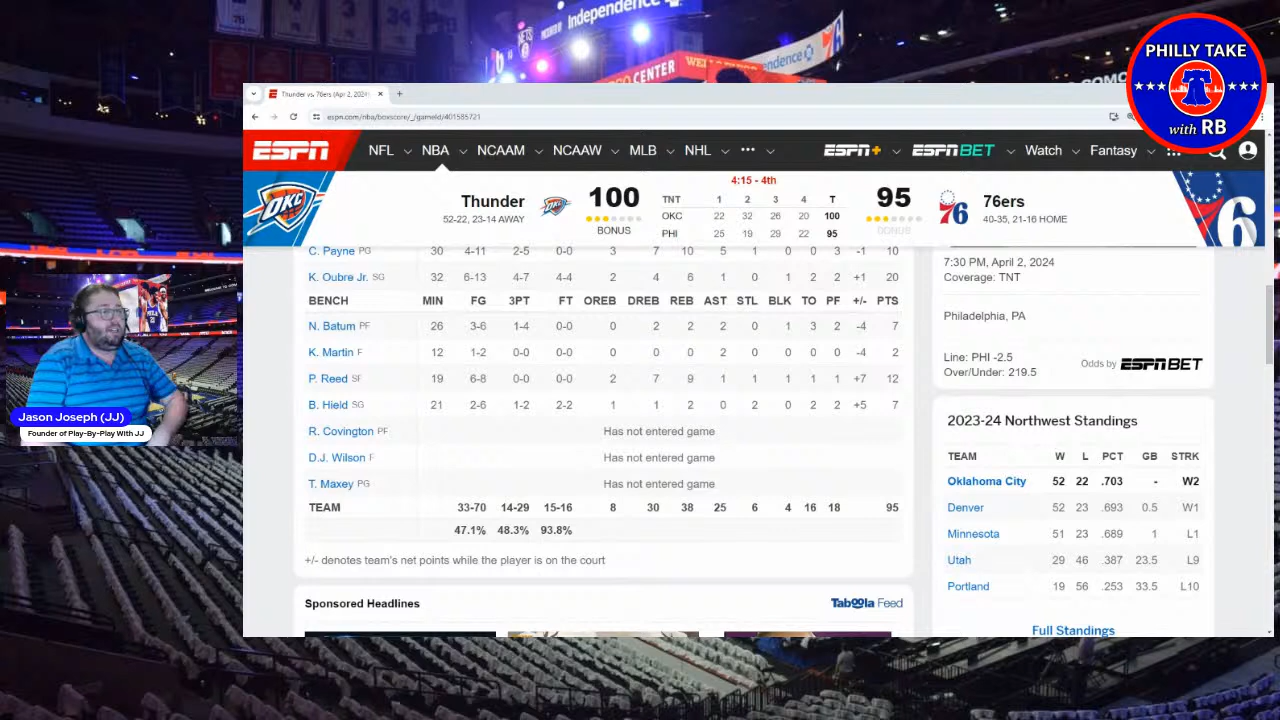 Independence
ndence
WELLS FARGO CENTER
PHILLY TAKE
with RB
Thunder vs. 76ers (Apr 2, 2024)
espn.com/nba/boxscore/_/gameId/401585721
ESPN NFL NBA NCAAM NCAAW MLB NHL ••• ESPN+ ESPN BET Watch Fantasy
OKC Thunder 100 4:15 - 4th 95 76 76ers
52-22, 23-14 AWAY BONUS 40-35, 21-16 HOME BONUS
TNT 1 2 3 4 T
OKC 22 32 26 20 100
PHI 25 19 29 22 95
C. Payne PG 30 4-11 2-5 0-0 3 7 10 5 1 0 1 2 -1 10
K. Oubre Jr. SG 32 6-13 4-7 4-4 2 4 6 1 0 1 2 2 +1 20
BENCH MIN FG 3PT FT OREB DREB REB AST STL BLK TO PF +/- PTS
N. Batum PF 26 3-6 1-4 0-0 0 2 2 2 0 1 3 2 -4 7
K. Martin F 12 1-2 0-0 0-0 0 0 0 2 0 0 0 0 -4 2
P. Reed SF 19 6-8 0-0 0-0 2 7 9 1 1 1 1 1 +7 12
B. Hield SG 21 2-6 1-2 2-2 1 1 2 0 2 0 2 2 +5 7
R. Covington PF Has not entered game
D.J. Wilson F Has not entered game
T. Maxey PG Has not entered game
TEAM 33-70 14-29 15-16 8 30 38 25 6 4 16 18 95
47.1% 48.3% 93.8%
+/- denotes team's net points while the player is on the court
Sponsored Headlines Taboola Feed
7:30 PM, April 2, 2024
Coverage: TNT
Philadelphia, PA
Line: PHI -2.5
Over/Under: 219.5
Odds by ESPN BET
2023-24 Northwest Standings
TEAM W L PCT GB STRK
Oklahoma City 52 22 .703 - W2
Denver 52 23 .693 0.5 W1
Minnesota 51 23 .689 1 L1
Utah 29 46 .387 23.5 L9
Portland 19 56 .253 33.5 L10
Full Standings
Jason Joseph (JJ)
Founder of Play-By-Play With JJ